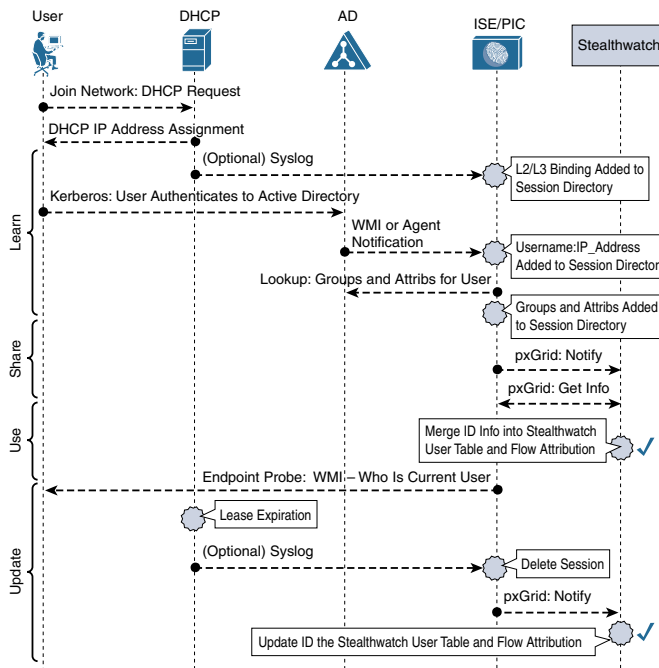 User
DHCP
AD
ISE/PIC
Stealthwatch
Join Network: DHCP Request
DHCP IP Address Assignment
Learn
(Optional) Syslog
L2/L3 Binding Added to
Session Directory
Kerberos: User Authenticates to Active Directory
WMI or Agent
Notification
Username:IP_Address
Added to Session Director
Lookup: Groups and Attribs for User
Groups and Attribs Added
to Session Directory
Share
pxGrid: Notify
pxGrid: Get Info
Use
Merge ID Info into Stealthwatch
User Table and Flow Attribution
Update
Endpoint Probe: WMI – Who Is Current User
Lease Expiration
(Optional) Syslog
Delete Session
pxGrid: Notify
Update ID the Stealthwatch User Table and Flow Attribution